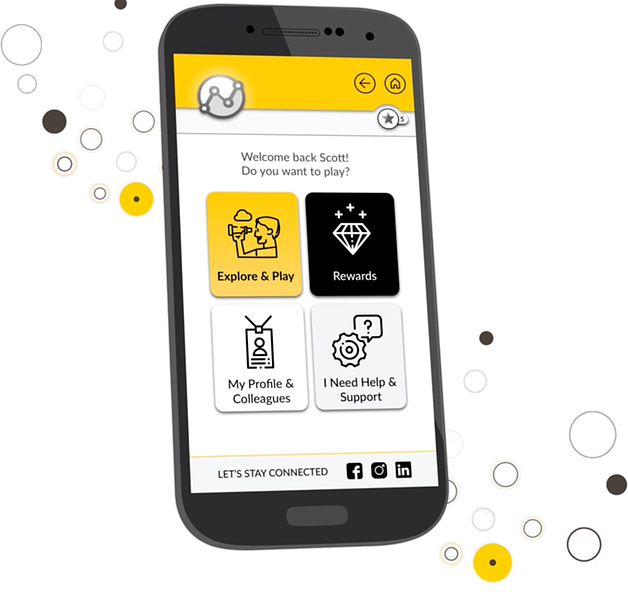 5
Welcome back Scott!
Do you want to play?
Explore & Play
Rewards
?
My Profile &
Colleagues
I Need Help &
Support
LET'S STAY CONNECTED